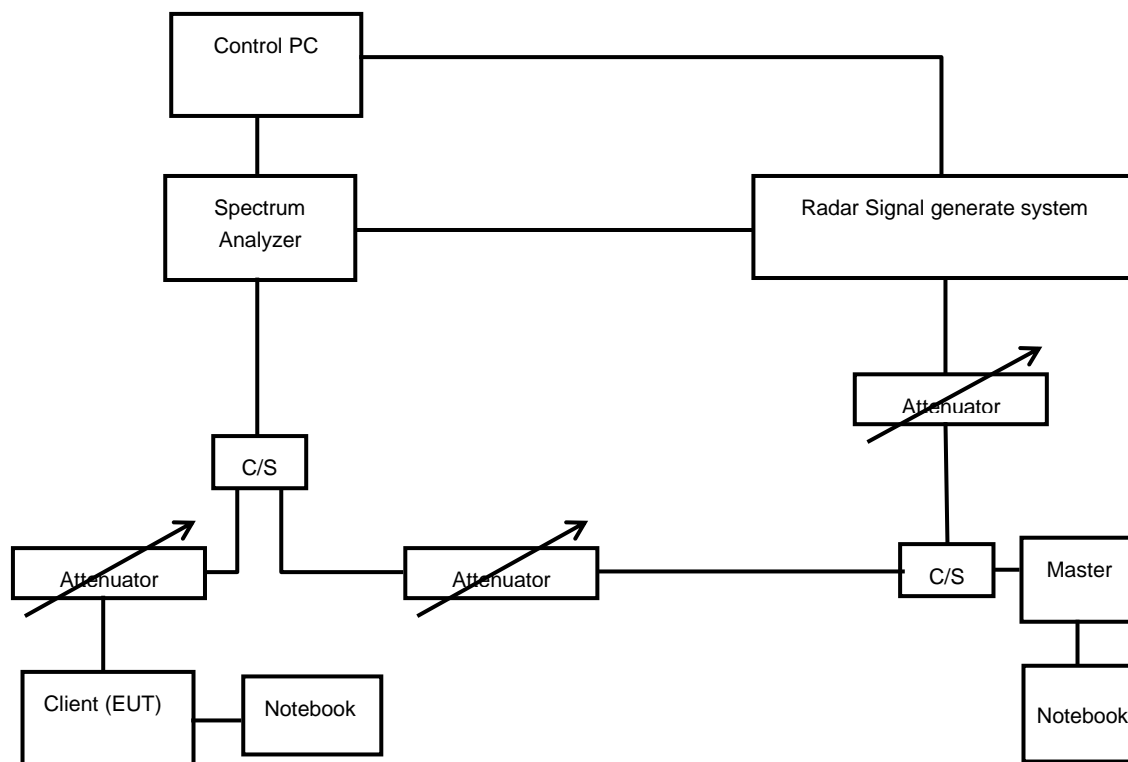 Control PC
Spectrum
Analyzer
Radar Signal generate system
Attenuator
C/S
Attenuator
Attenuator
C/S
Master
Client (EUT)
Notebook
Notebook